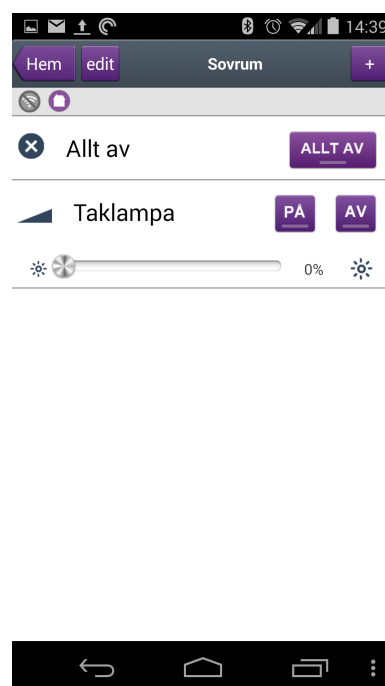 14:39
Hem edit Sovrum +
Allt av ALLT AV
Taklampa PÅ AV
0%